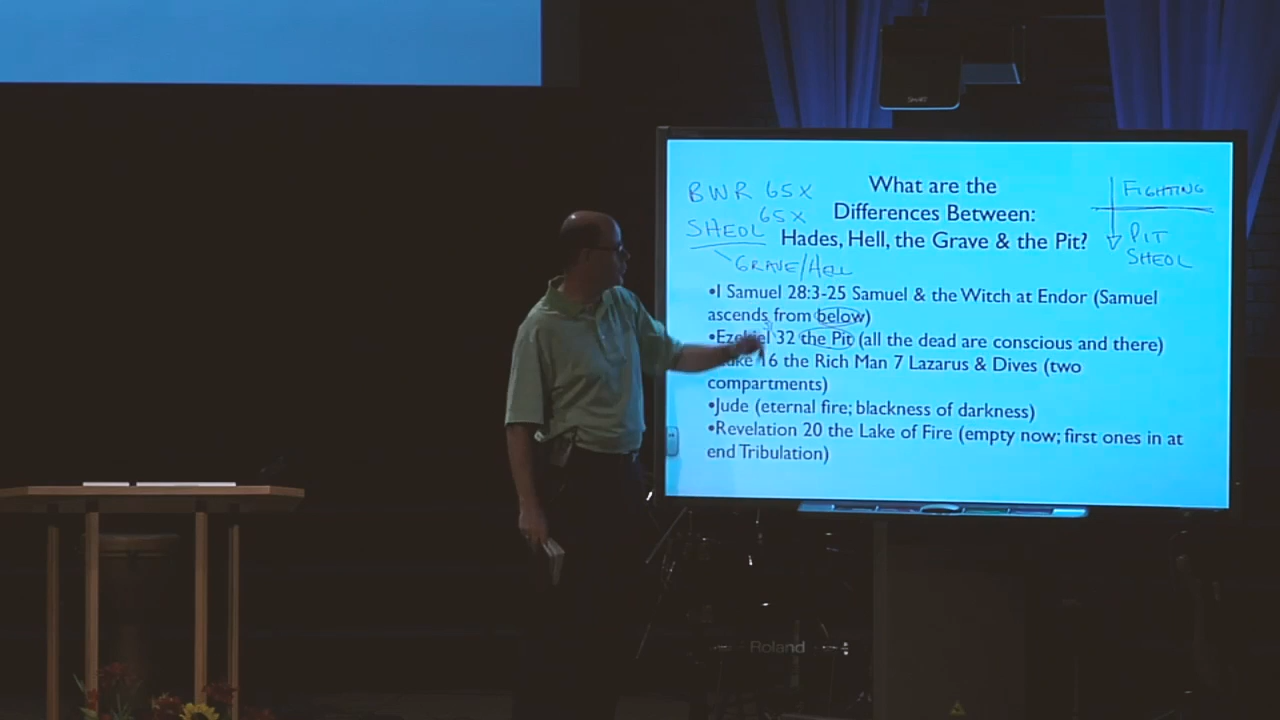 SMART
BWR 65X
SHEOL 65X
GRAVE/HELL
What are the
Differences Between:
Hades, Hell, the Grave & the Pit?
FIGHTING
PIT
SHEOL
•I Samuel 28:3-25 Samuel & the Witch at Endor (Samuel
ascends from below)
•Ezekiel 32 the Pit (all the dead are conscious and there)
16 the Rich Man 7 Lazarus & Dives (two
compartments)
•Jude (eternal fire; blackness of darkness)
•Revelation 20 the Lake of Fire (empty now; first ones in at
end Tribulation)
Roland